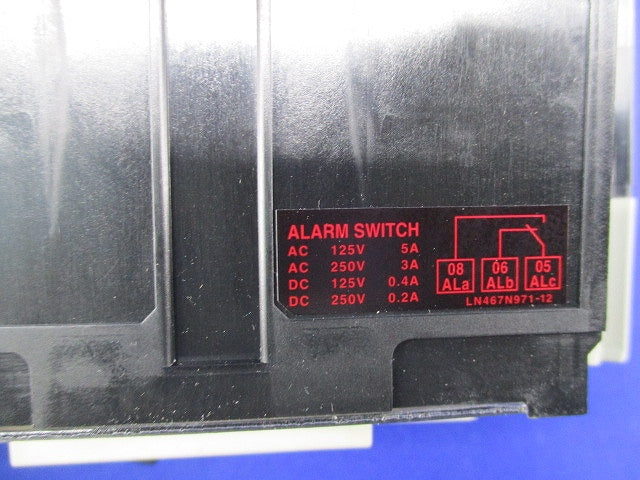 ALARM SWITCH
AC 125V 5A
AC 250V 3A
DC 125V 0.4A
DC 250V 0.2A
08 06 05
ALa ALb ALc
LN467N971-12